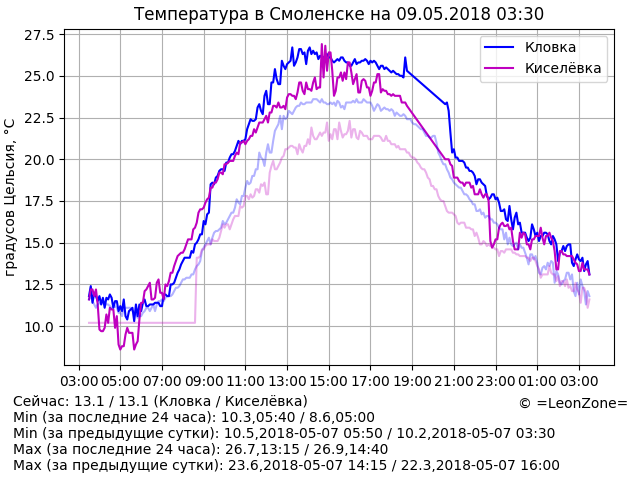 Температура в Смоленске на 09.05.2018 03:30
градусов Цельсия, °C
27.5
25.0
22.5
20.0
17.5
15.0
12.5
10.0
Кловка
Киселёвка
03:00 05:00 07:00 09:00 11:00 13:00 15:00 17:00 19:00 21:00 23:00 01:00 03:00
Сейчас: 13.1 / 13.1 (Кловка / Киселёвка)
© =LeonZone=
Min (за последние 24 часа): 10.3,05:40 / 8.6,05:00
Min (за предыдущие сутки): 10.5,2018-05-07 05:50 / 10.2,2018-05-07 03:30
Max (за последние 24 часа): 26.7,13:15 / 26.9,14:40
Max (за предыдущие сутки): 23.6,2018-05-07 14:15 / 22.3,2018-05-07 16:00